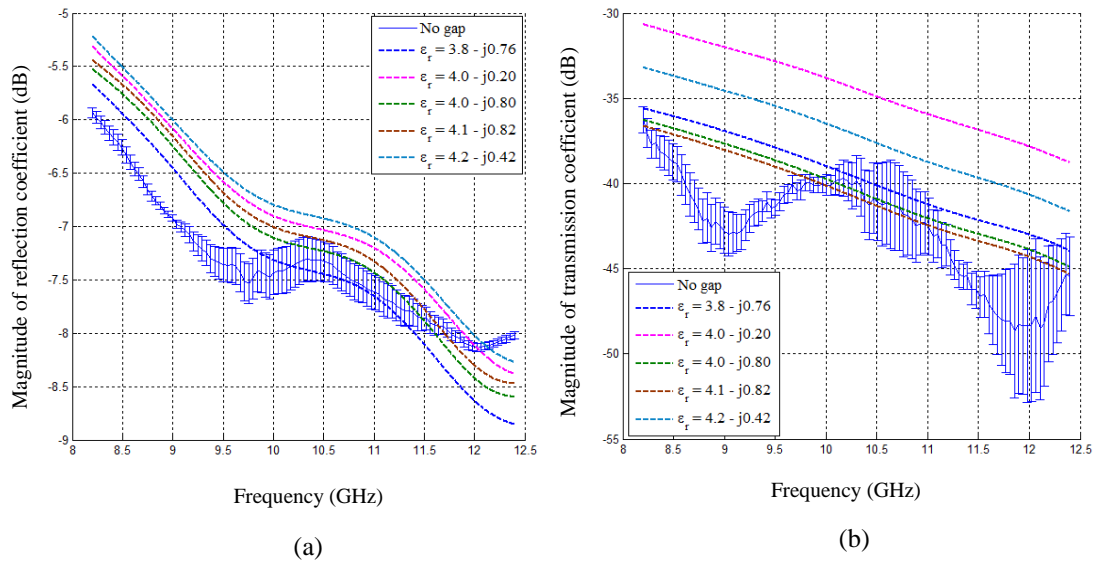 Magnitude of reflection coefficient (dB)
-5
-5.5
-6
-6.5
-7
-7.5
-8
-8.5
-9
8 8.5 9 9.5 10 10.5 11 11.5 12 12.5
Frequency (GHz)
No gap
εr = 3.8 - j0.76
εr = 4.0 - j0.20
εr = 4.0 - j0.80
εr = 4.1 - j0.82
εr = 4.2 - j0.42
(a)
Magnitude of transmission coefficient (dB)
-30
-35
-40
-45
-50
-55
8 8.5 9 9.5 10 10.5 11 11.5 12 12.5
Frequency (GHz)
No gap
εr = 3.8 - j0.76
εr = 4.0 - j0.20
εr = 4.0 - j0.80
εr = 4.1 - j0.82
εr = 4.2 - j0.42
(b)